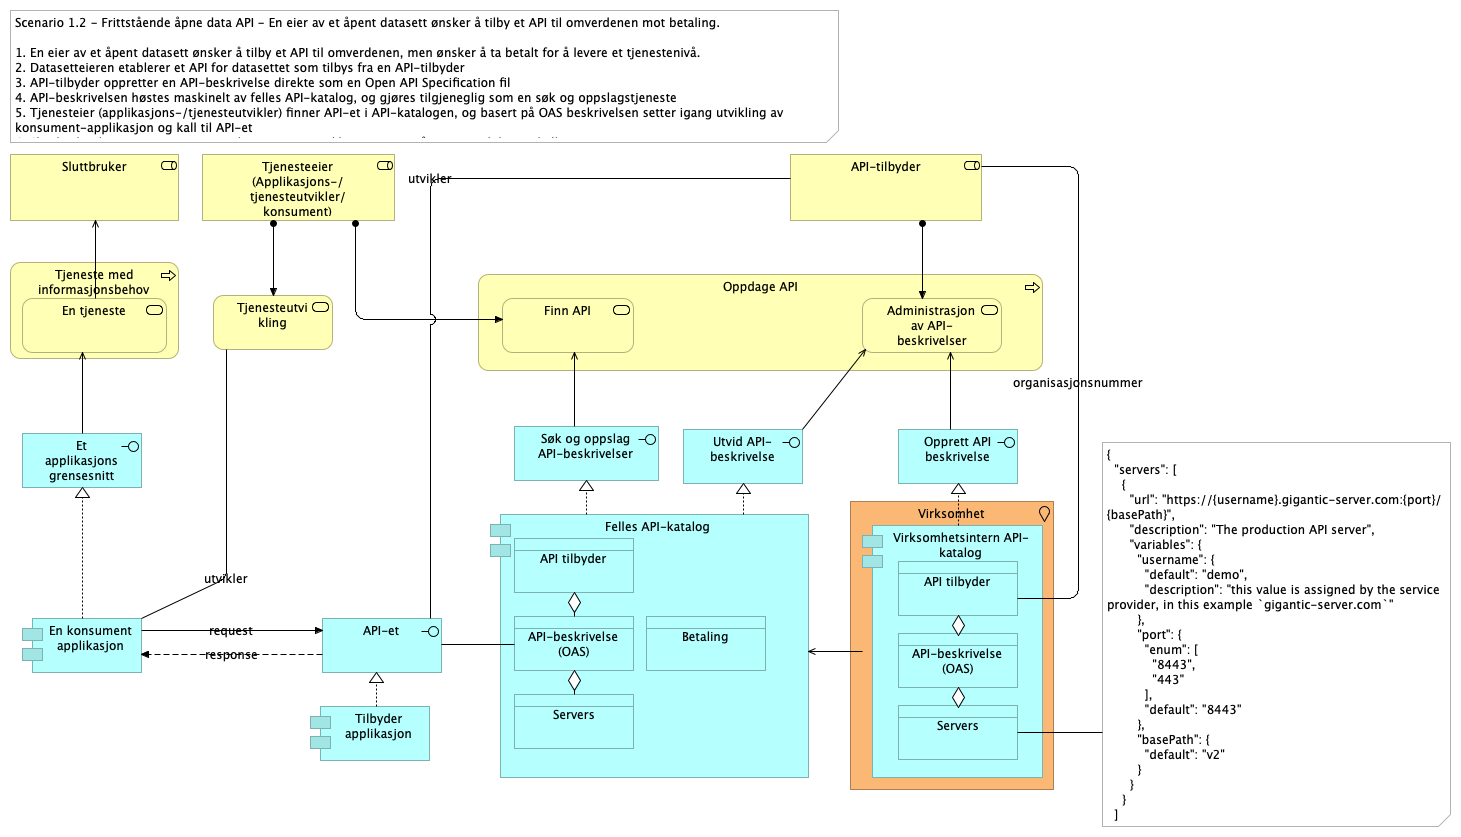 Scenario 1.2 - Frittstående åpne data API - En eier av et åpent datasett ønsker å tilby et API til omverdenen mot betaling.
1. En eier av et åpent datasett ønsker å tilby et API til omverdenen, men ønsker å ta betalt for å levere et tjenestenivå.
2. Datasetteieren etablerer et API for datasettet som tilbys fra en API-tilbyder
3. API-tilbyder oppretter en API-beskrivelse direkte som en Open API Specification fil
4. API-beskrivelsen høstes maskinelt av felles API-katalog, og gjøres tilgjeneglig som en søk og oppslagstjeneste
5. Tjenesteier (applikasjons-/tjenesteutvikler) finner API-et i API-katalogen, og basert på OAS beskrivelsen setter igang utvikling av
konsument-applikasjon og kall til API-et
Sluttbruker
Tjenesteeier
(Applikasjons-/
tjenesteutvikler/
konsument)
utvikler
API-tilbyder
Tjeneste med
informasjonsbehov
En tjeneste
Tjenesteutvi
kling
Oppdage API
Finn API
Administrasjon
av API-
beskrivelser
organisasjonsnummer
Et
applikasjons
grensesnitt
Søk og oppslag
API-beskrivelser
Utvid API-
beskrivelse
Opprett API
beskrivelse
utvikler
En konsument
applikasjon
request
response
API-et
Tilbyder
applikasjon
Felles API-katalog
API tilbyder
API-beskrivelse
(OAS)
Servers
Betaling
Virksomhet
Virksomhetsintern API-
katalog
API tilbyder
API-beskrivelse
(OAS)
Servers
{
"servers": [
{
"url": "https://{username}.gigantic-server.com:{port}/
{basePath}",
"description": "The production API server",
"variables": {
"username": {
"default": "demo",
"description": "this value is assigned by the service
provider, in this example `gigantic-server.com`"
},
"port": {
"enum": [
"8443",
"443"
],
"default": "8443"
},
"basePath": {
"default": "v2"
}
}
}
]